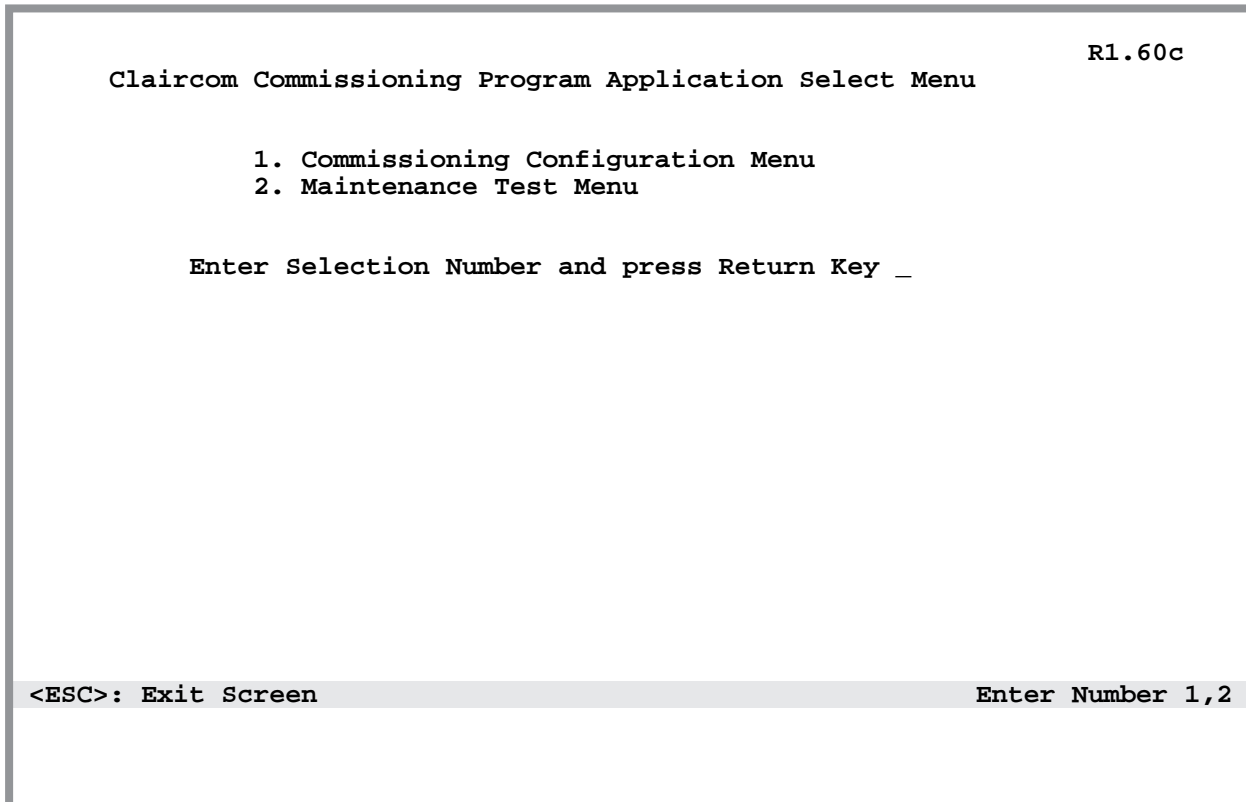 R1.60c
Claircom Commissioning Program Application Select Menu
1. Commissioning Configuration Menu
2. Maintenance Test Menu
Enter Selection Number and press Return Key _
<ESC>: Exit Screen Enter Number 1,2